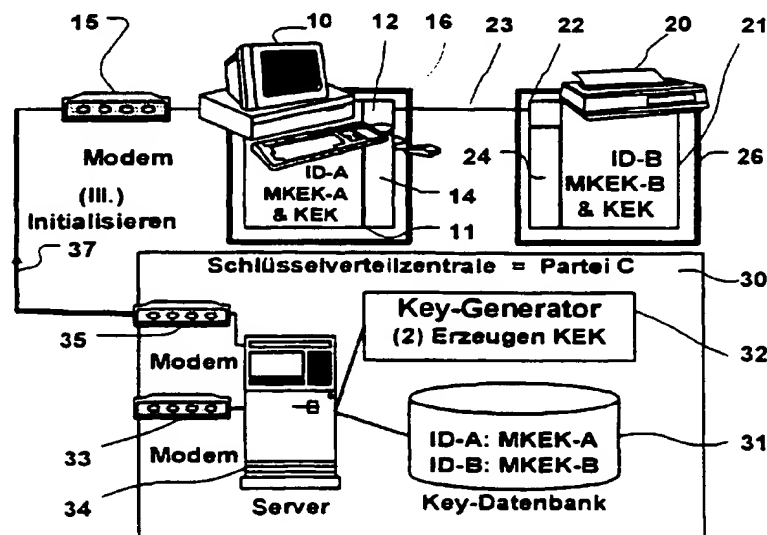 15
10
12
16
23
22
20
21
Modem
(III.)
Initialisieren
37
ID-A
MKEK-A
& KEK
14
11
24
ID-B
MKEK-B
& KEK
26
Schlüsselverteilzentrale = Partei C
30
35
Modem
Key-Generator
(2) Erzeugen KEK
32
33
Modem
34
Server
ID-A: MKEK-A
ID-B: MKEK-B
31
Key-Datenbank